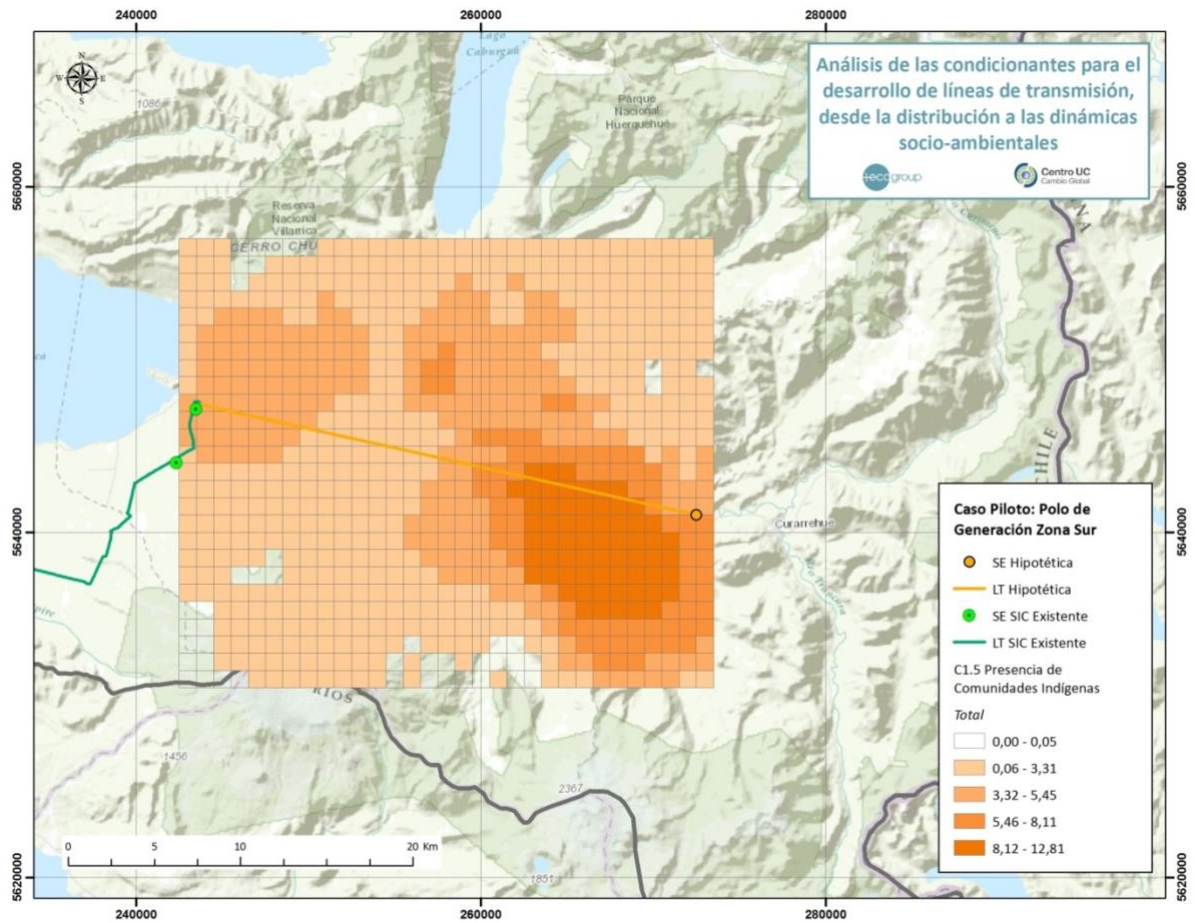 240000
260000
280000
N
W
E
S
Lago
Caburgua
1086
Parque
Nacional
Huerquehue
Análisis de las condicionantes para el
desarrollo de líneas de transmisión,
desde la distribución a las dinámicas
socio-ambientales
group
Centro UC
Cambio Global
5660000
5660000
Reserva
Nacional
Villarrica
CERRO CHU
NA
CHILE
Curarrehue
5640000
5640000
Caso Piloto: Polo de
Generación Zona Sur
SE Hipotética
LT Hipotética
SE SIC Existente
LT SIC Existente
C1.5 Presencia de
Comunidades Indígenas
Total
0,00 - 0,05
0,06 - 3,31
3,32 - 5,45
5,46 - 8,11
8,12 - 12,81
RIOS
1456
2367
1851
0
5
10
20 Km
5620000
5620000
240000
260000
280000